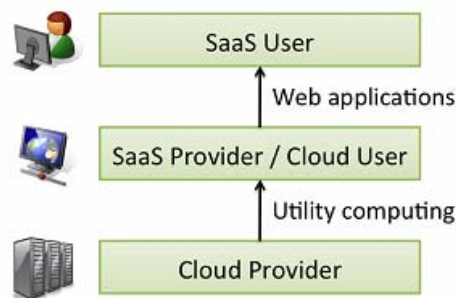 SaaS User
Web applications
SaaS Provider / Cloud User
Utility computing
Cloud Provider